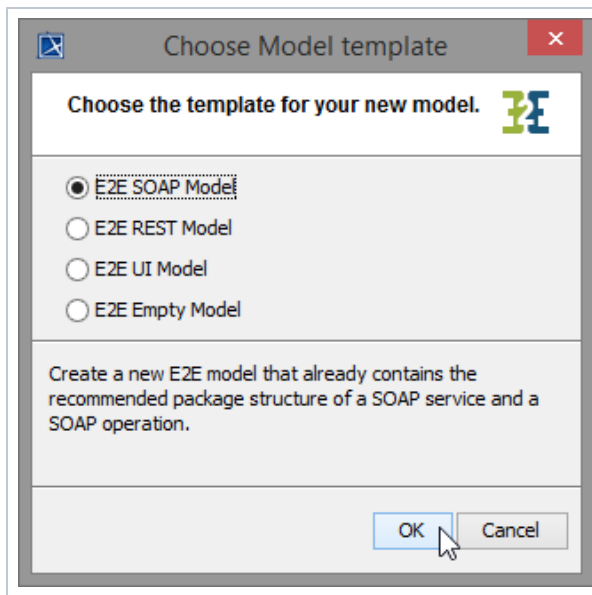 Choose Model template
Choose the template for your new model.
E2E
E2E SOAP Model
E2E REST Model
E2E UI Model
E2E Empty Model
Create a new E2E model that already contains the
recommended package structure of a SOAP service and a
SOAP operation.
OK Cancel